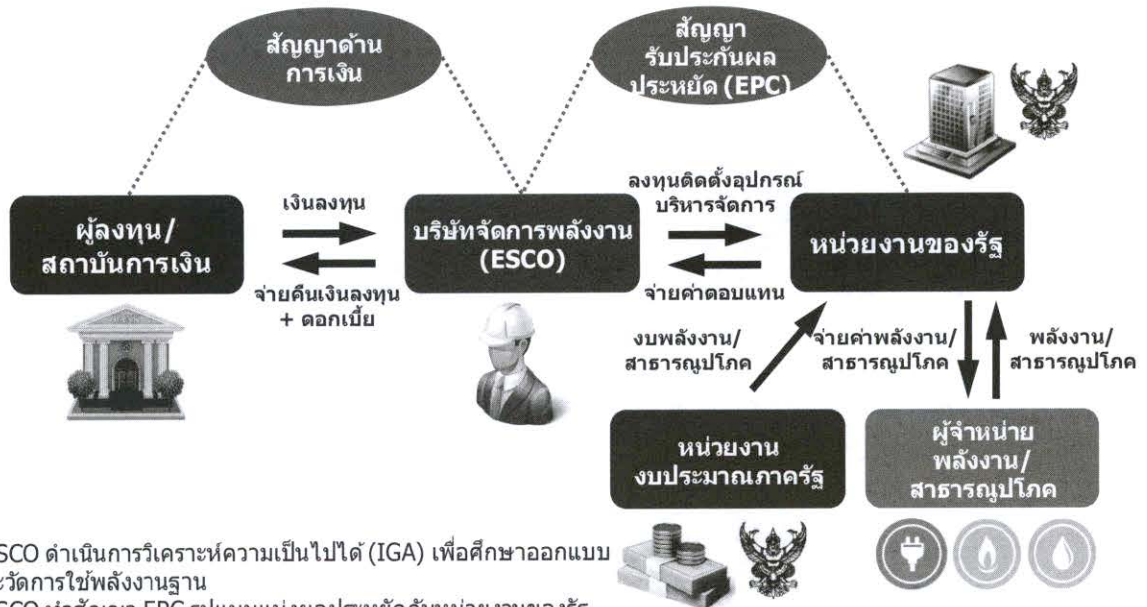 สัญญาด้าน
การเงิน
สัญญา
รับประกันผล
ประหยัด (EPC)
ผู้ลงทุน/
สถาบันการเงิน
เงินลงทุน
จ่ายคืนเงินลงทุน
+ ดอกเบี้ย
บริษัทจัดการพลังงาน
(ESCO)
ลงทุนติดตั้งอุปกรณ์
บริหารจัดการ
จ่ายค่าตอบแทน
หน่วยงานของรัฐ
งบพลังงาน/
สาธารณูปโภค
จ่ายค่าพลังงาน/
สาธารณูปโภค
พลังงาน/
สาธารณูปโภค
หน่วยงาน
งบประมาณภาครัฐ
ผู้จำหน่าย
พลังงาน/
สาธารณูปโภค
SCO ดำเนินการวิเคราะห์ความเป็นไปได้ (IGA) เพื่อศึกษาออกแบบ
ะวัดการใช้พลังงานฐาน